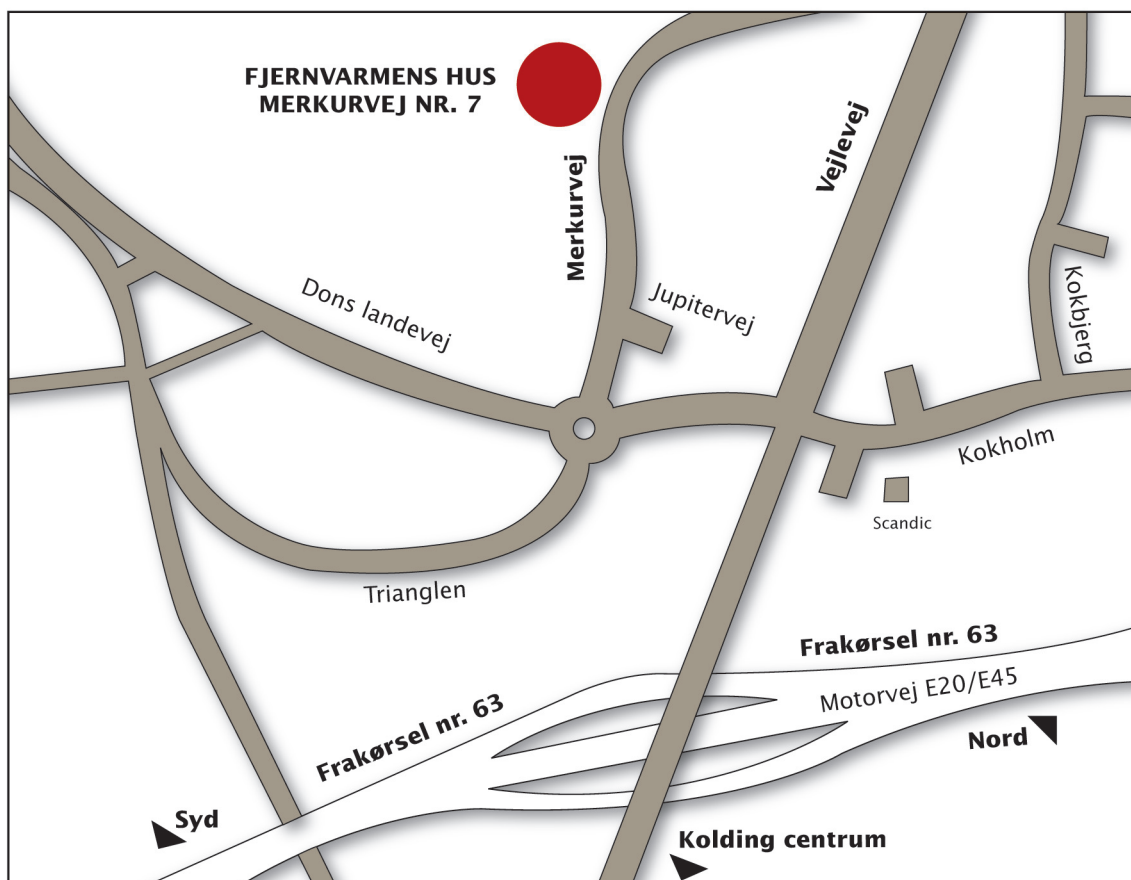 FJERNVARMENS HUS
MERKURVEJ NR. 7
Merkurvej
Vejlevej
Dons landevej
Jupitervej
Kokbjerg
Kokholm
Scandic
Trianglen
Frakørsel nr. 63
Motorvej E20/E45
Frakørsel nr. 63
Nord
Syd
Kolding centrum